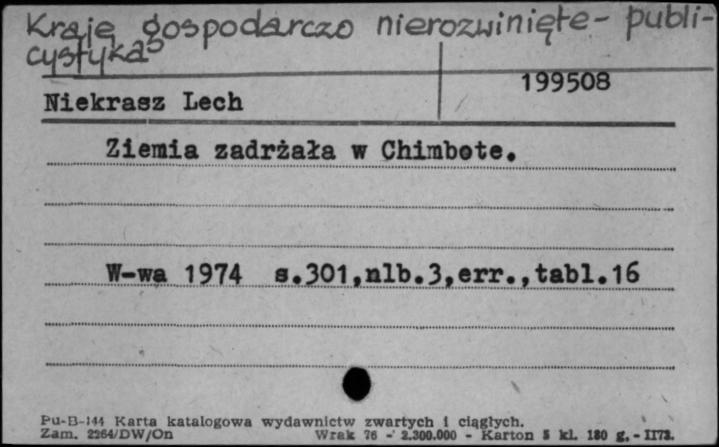 Kraje gospodarczo nierozwinięte - publi-
cystyka
199508
Niekrasz Lech
Ziemia zadrżała w Chimbote.
W-wa 1974 s.301,nlb.3,err.,tabl.16
Pu-B-144 Karta katalogowa wydawnictw zwartych i ciągłych.
Zam. 2264/DW/On Wrak 76 - 2.300.000 - Karton 5 kl. 180 g. - II73.